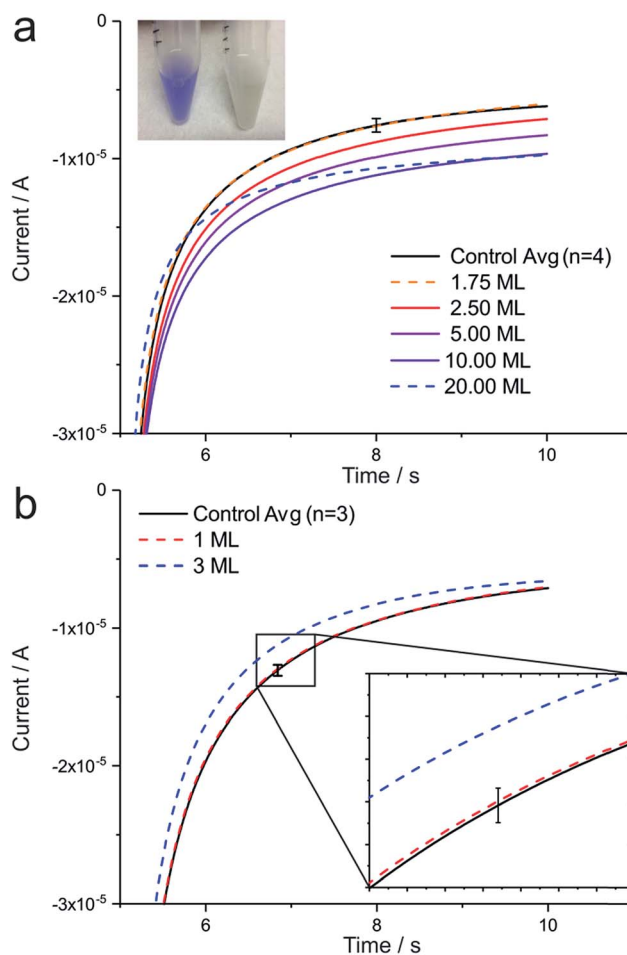 a
0
-1x10⁻⁵
-2x10⁻⁵
-3x10⁻⁵
Current / A
6 8 10
Time / s
Control Avg (n=4)
1.75 ML
2.50 ML
5.00 ML
10.00 ML
20.00 ML
b
0
-1x10⁻⁵
-2x10⁻⁵
-3x10⁻⁵
Current / A
Control Avg (n=3)
1 ML
3 ML
6 8 10
Time / s